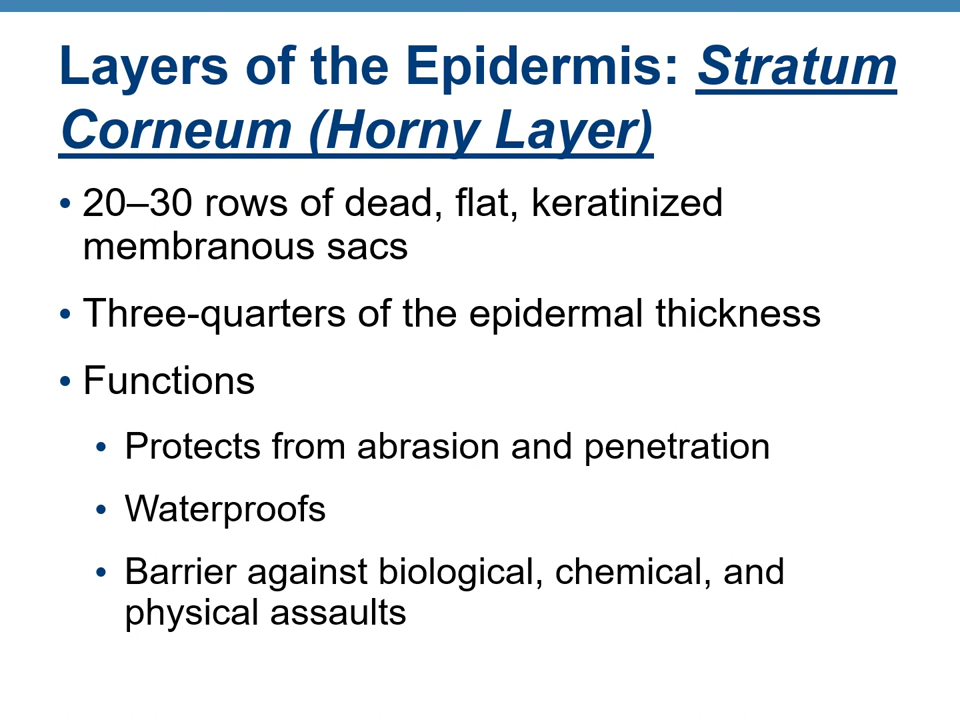 Layers of the Epidermis: Stratum
Corneum (Horny Layer)
• 20–30 rows of dead, flat, keratinized
membranous sacs
• Three-quarters of the epidermal thickness
• Functions
• Protects from abrasion and penetration
• Waterproofs
• Barrier against biological, chemical, and
physical assaults